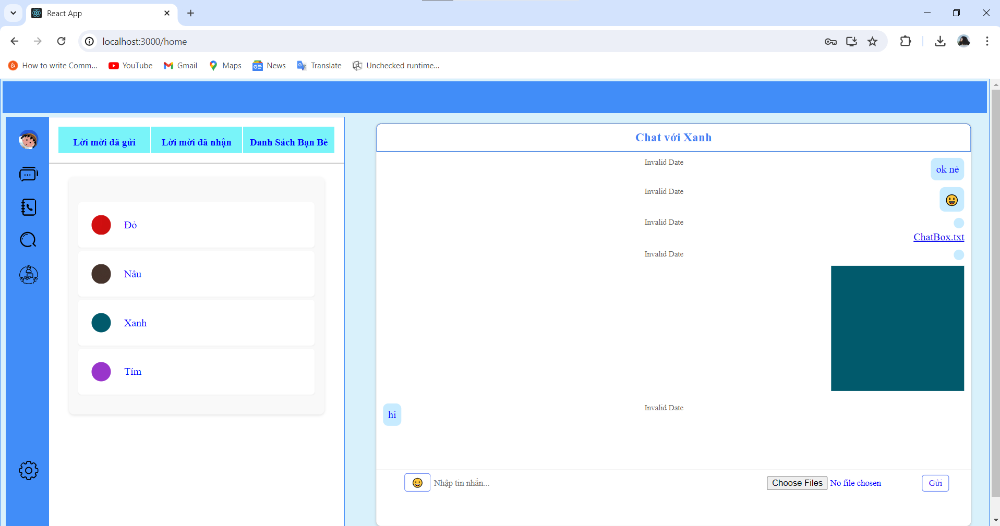 React App
localhost:3000/home
How to write Comm...
YouTube
Gmail
Maps
News
Translate
Unchecked runtime...
Lời mời đã gửi
Lời mời đã nhận
Danh Sách Bạn Bè
Đỏ
Nâu
Xanh
Tím
Chat với Xanh
Invalid Date
ok nè
Invalid Date
😃
Invalid Date
ChatBox.txt
Invalid Date
Invalid Date
hi
😀 Nhập tin nhắn...
Choose Files No file chosen
Gửi